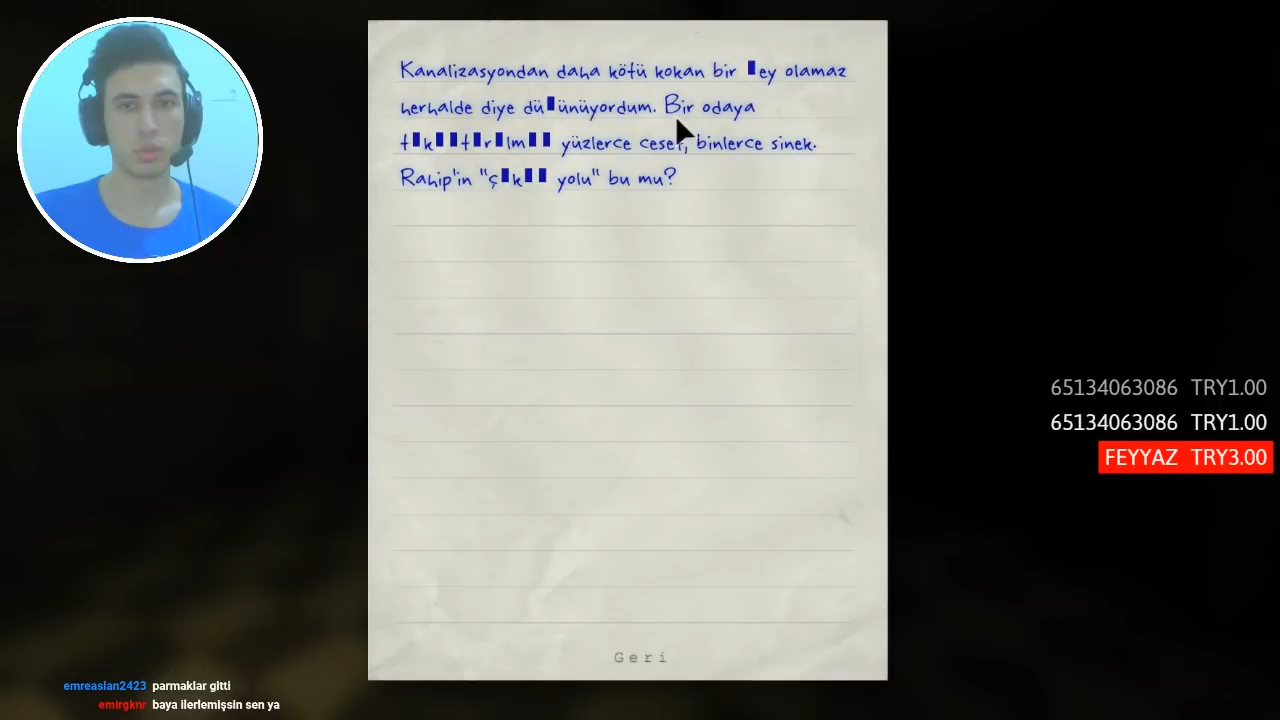 Kanalizasyondan daha kötü kokan bir ▮ey olamaz
herhalde diye dü▮ünüyordum. Bir odaya
t▮k▮▮t▮r▮lm▮▮ yüzlerce ceset, binlerce sinek.
Rahip'in "ç▮k▮▮ yolu" bu mu?
Geri
65134063086 TRY1.00
65134063086 TRY1.00
FEYYAZ TRY3.00
emreaslan2423 parmaklar gitti
emirgknr baya ilerlemişsin sen ya